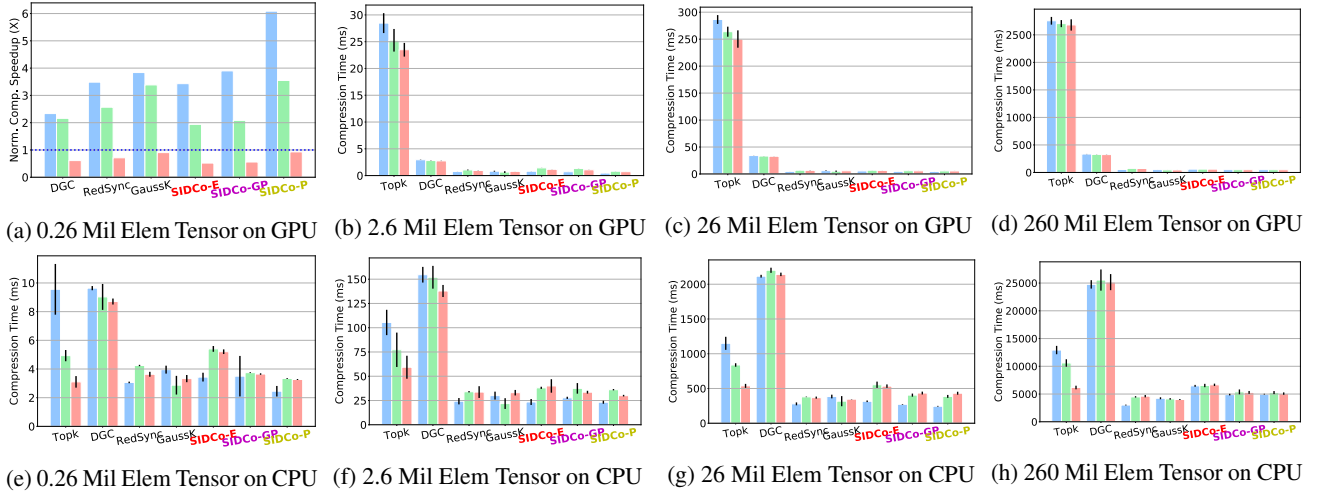 Norm. Comp. Speedup (X)
6
5
4
3
2
1
0
DGC RedSync GaussK SIDCo-E SIDCo-GP SIDCo-P
(a) 0.26 Mil Elem Tensor on GPU
Compression Time (ms)
30
25
20
15
10
5
0
Topk DGC RedSync GaussK SIDCo-E SIDCo-GP SIDCo-P
(b) 2.6 Mil Elem Tensor on GPU
Compression Time (ms)
300
250
200
150
100
50
0
Topk DGC RedSync GaussK SIDCo-E SIDCo-GP SIDCo-P
(c) 26 Mil Elem Tensor on GPU
Compression Time (ms)
2500
2000
1500
1000
500
0
Topk DGC RedSync GaussK SIDCo-E SIDCo-GP SIDCo-P
(d) 260 Mil Elem Tensor on GPU
Compression Time (ms)
10
8
6
4
2
0
Topk DGC RedSync GaussK SIDCo-E SIDCo-GP SIDCo-P
(e) 0.26 Mil Elem Tensor on CPU
Compression Time (ms)
150
125
100
75
50
25
0
Topk DGC RedSync GaussK SIDCo-E SIDCo-GP SIDCo-P
(f) 2.6 Mil Elem Tensor on CPU
Compression Time (ms)
2000
1500
1000
500
0
Topk DGC RedSync GaussK SIDCo-E SIDCo-GP SIDCo-P
(g) 26 Mil Elem Tensor on CPU
Compression Time (ms)
25000
20000
15000
10000
5000
0
Topk DGC RedSync GaussK SIDCo-E SIDCo-GP SIDCo-P
(h) 260 Mil Elem Tensor on CPU